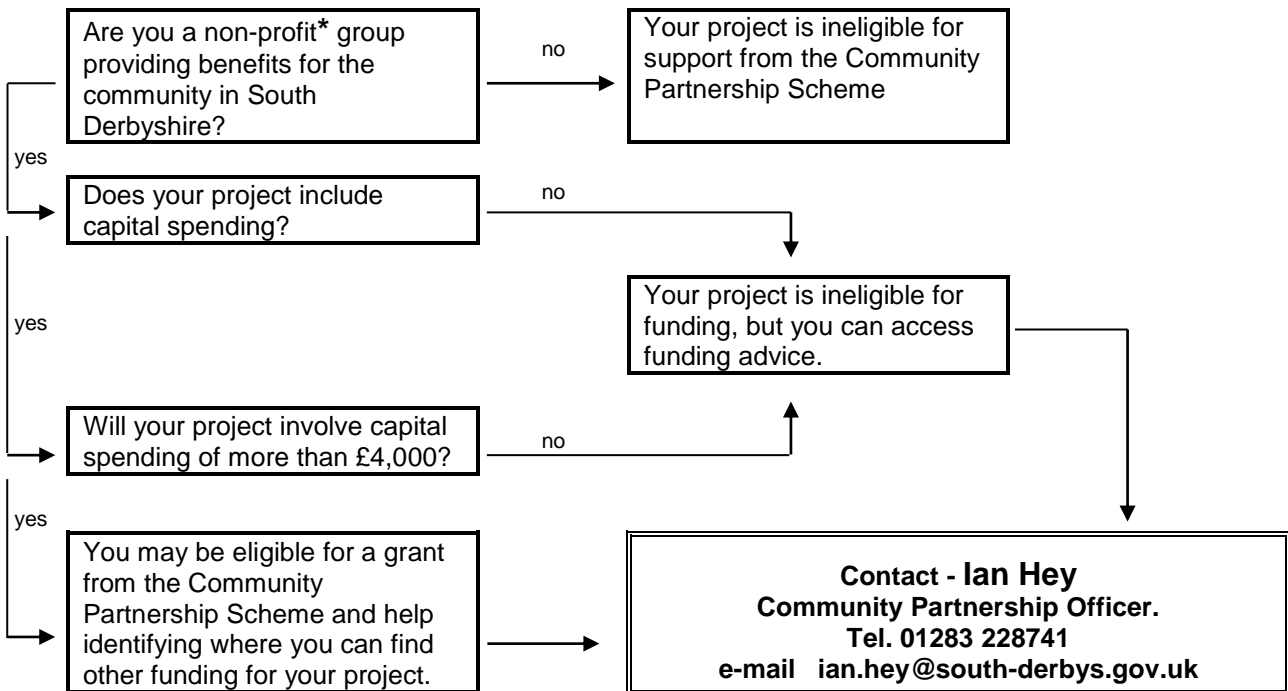 Are you a non-profit* group
providing benefits for the
community in South
Derbyshire?
no
Your project is ineligible for
support from the Community
Partnership Scheme
yes
Does your project include
capital spending?
no
Your project is ineligible for
funding, but you can access
funding advice.
yes
Will your project involve capital
spending of more than £4,000?
no
yes
You may be eligible for a grant
from the Community
Partnership Scheme and help
identifying where you can find
other funding for your project.
Contact - Ian Hey
Community Partnership Officer.
Tel. 01283 228741
e-mail ian.hey@south-derbys.gov.uk